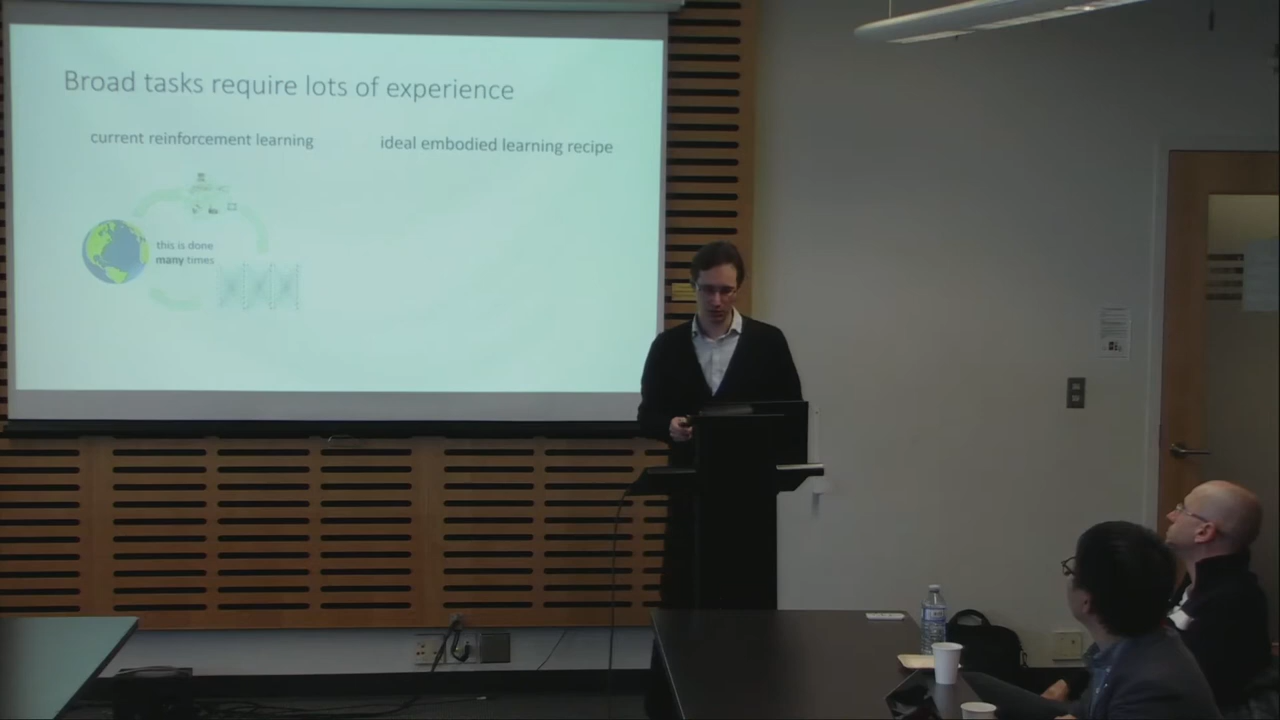 Broad tasks require lots of experience
current reinforcement learning
ideal embodied learning recipe
this is done
many times